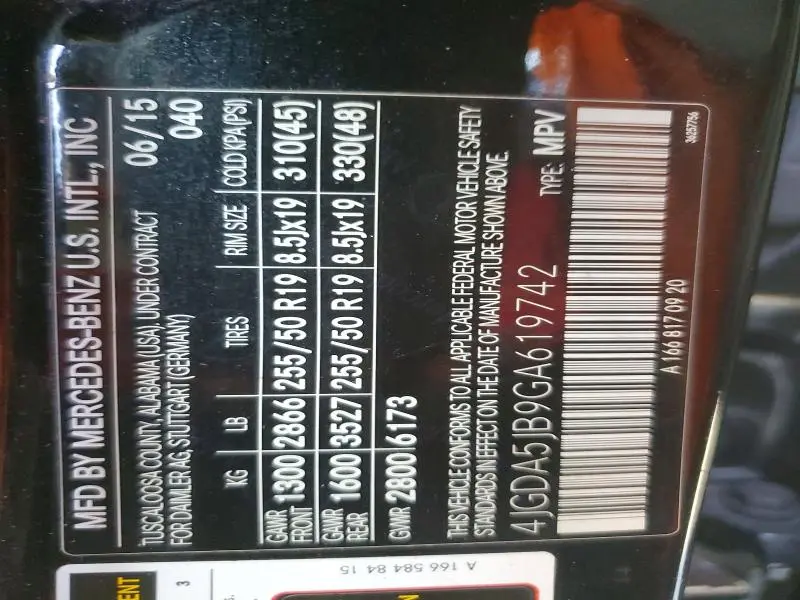 MFD BY MERCEDES-BENZ U.S. INTL., INC
TUSCALOOSA COUNTY, ALABAMA (USA), UNDER CONTRACT 06/15
FOR DAIMLER AG, STUTTGART (GERMANY) 040
KG LB TIRES RIM SIZE COLD KPA(PSI)
GAWR FRONT 1300 2866 255/50 R19 8.5Jx19 310(45)
GAWR REAR 1600 3527 255/50 R19 8.5Jx19 330(48)
GVWR 2800 6173
THIS VEHICLE CONFORMS TO ALL APPLICABLE FEDERAL MOTOR VEHICLE SAFETY
STANDARDS IN EFFECT ON THE DATE OF MANUFACTURE SHOWN ABOVE.
4JGDA5JB9GA619742 TYPE: MPV
A 166 817 09 20 36257756
A 166 584 84 15
3